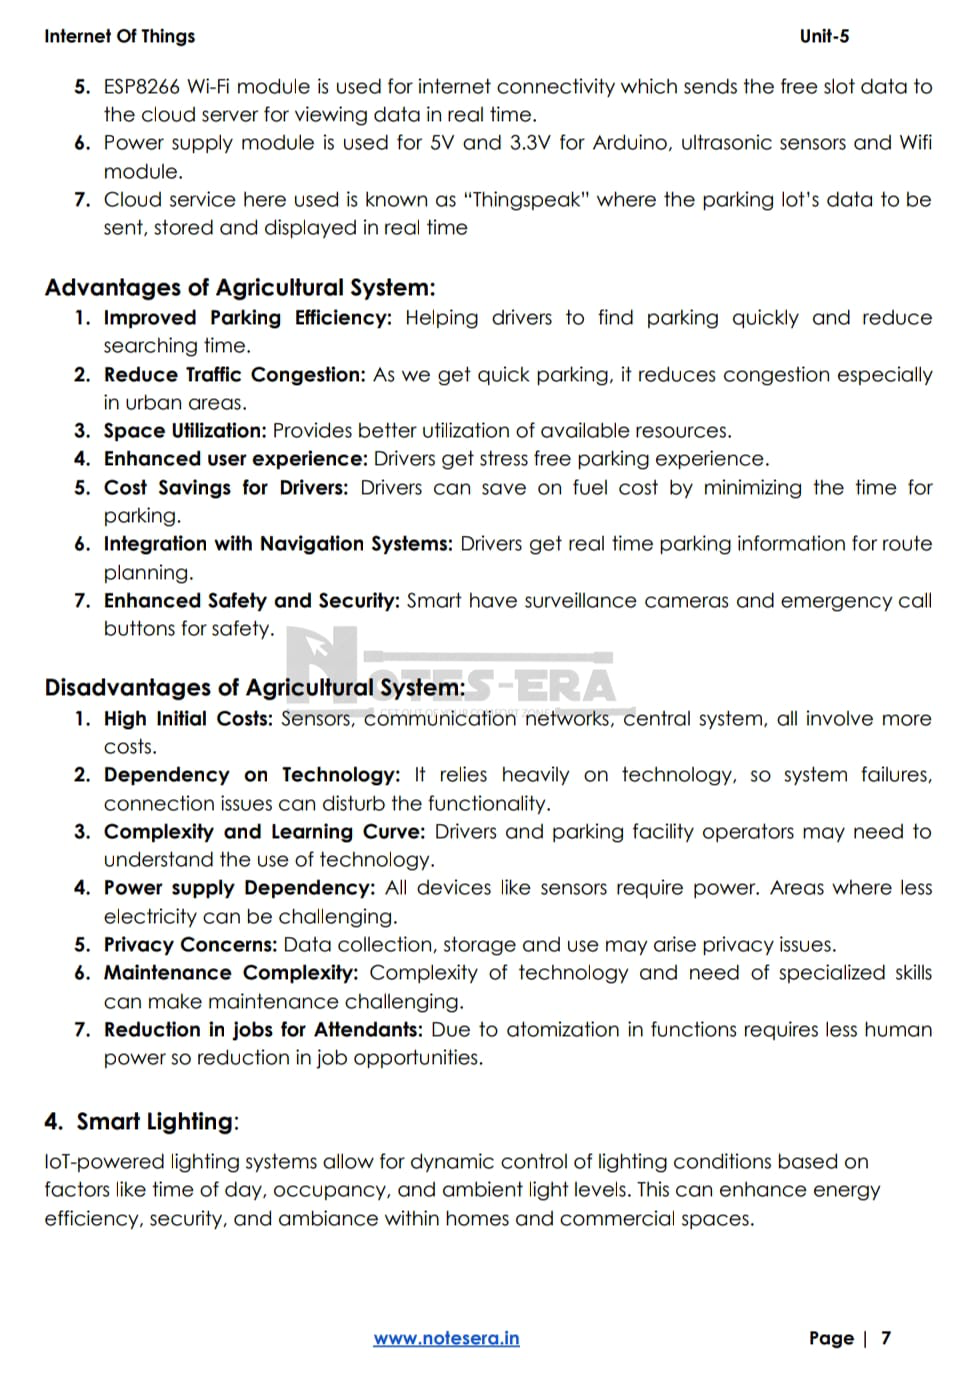 Internet Of Things Unit-5
5. ESP8266 Wi-Fi module is used for internet connectivity which sends the free slot data to
the cloud server for viewing data in real time.
6. Power supply module is used for 5V and 3.3V for Arduino, ultrasonic sensors and Wifi
module.
7. Cloud service here used is known as “Thingspeak” where the parking lot's data to be
sent, stored and displayed in real time
Advantages of Agricultural System:
1. Improved Parking Efficiency: Helping drivers to find parking quickly and reduce
searching time.
2. Reduce Traffic Congestion: As we get quick parking, it reduces congestion especially
in urban areas.
3. Space Utilization: Provides better utilization of available resources.
4. Enhanced user experience: Drivers get stress free parking experience.
5. Cost Savings for Drivers: Drivers can save on fuel cost by minimizing the time for
parking.
6. Integration with Navigation Systems: Drivers get real time parking information for route
planning.
7. Enhanced Safety and Security: Smart have surveillance cameras and emergency call
buttons for safety.
NOTES-ERA
Disadvantages of Agricultural System:
GET OUT OF YOUR COMFORT ZONE
1. High Initial Costs: Sensors, communication networks, central system, all involve more
costs.
2. Dependency on Technology: It relies heavily on technology, so system failures,
connection issues can disturb the functionality.
3. Complexity and Learning Curve: Drivers and parking facility operators may need to
understand the use of technology.
4. Power supply Dependency: All devices like sensors require power. Areas where less
electricity can be challenging.
5. Privacy Concerns: Data collection, storage and use may arise privacy issues.
6. Maintenance Complexity: Complexity of technology and need of specialized skills
can make maintenance challenging.
7. Reduction in jobs for Attendants: Due to atomization in functions requires less human
power so reduction in job opportunities.
4. Smart Lighting:
IoT-powered lighting systems allow for dynamic control of lighting conditions based on
factors like time of day, occupancy, and ambient light levels. This can enhance energy
efficiency, security, and ambiance within homes and commercial spaces.
www.notesera.in Page | 7